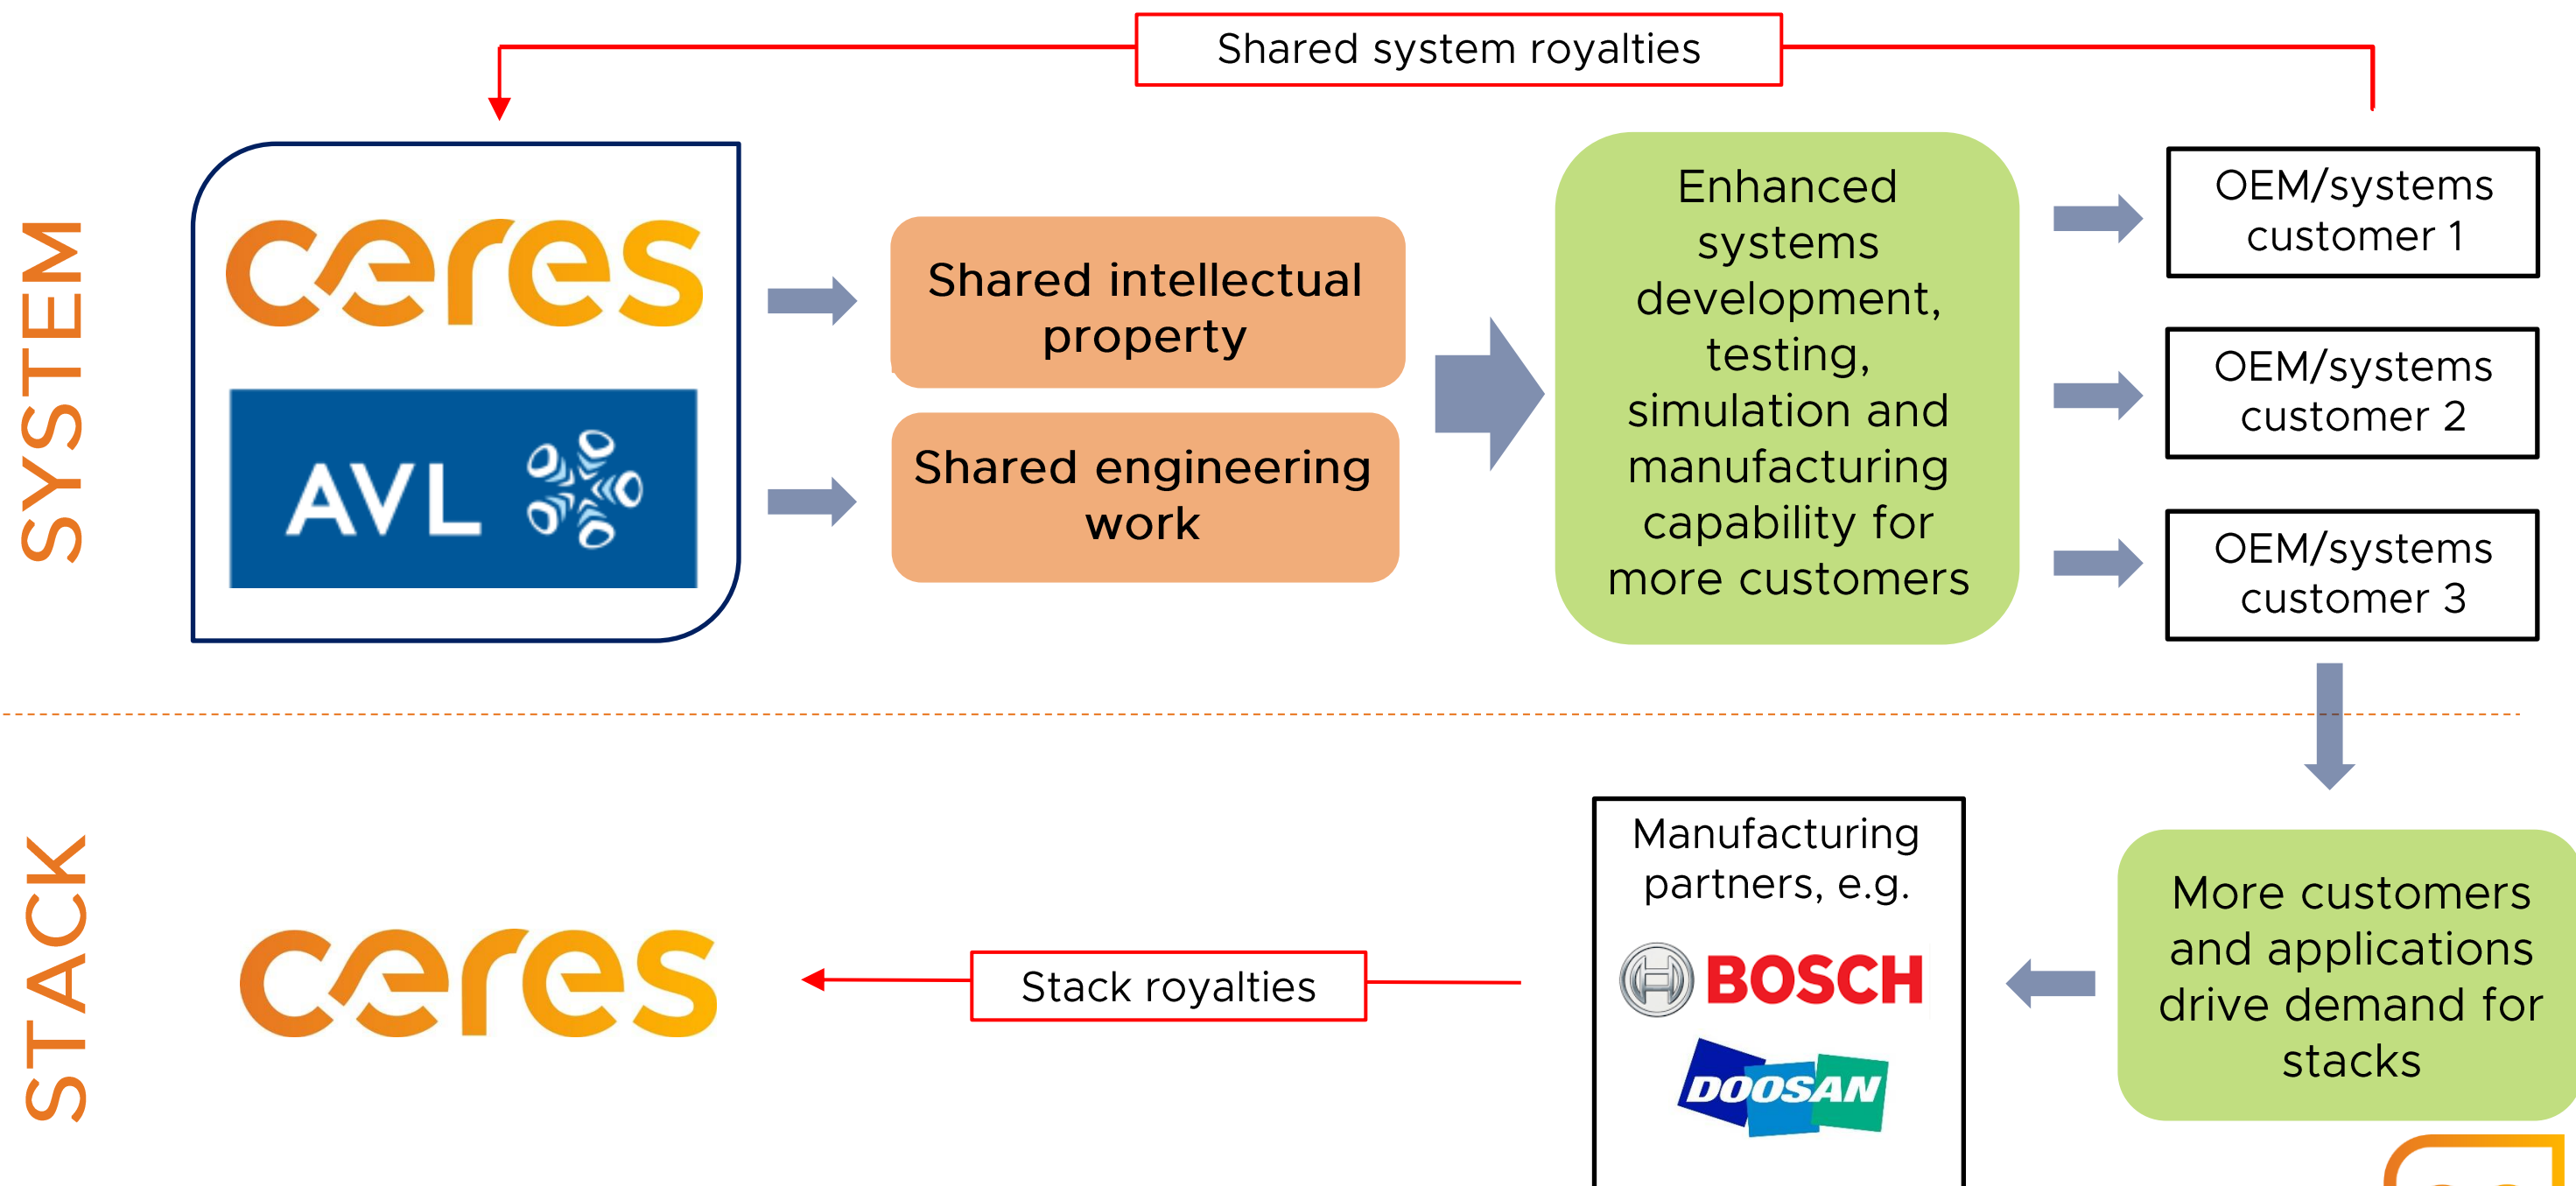 Shared system royalties
SYSTEM
ceres
AVL
Shared intellectual
property
Shared engineering
work
Enhanced
systems
development,
testing,
simulation and
manufacturing
capability for
more customers
OEM/systems
customer 1
OEM/systems
customer 2
OEM/systems
customer 3
STACK
ceres
Stack royalties
Manufacturing
partners, e.g.
BOSCH
DOOSAN
More customers
and applications
drive demand for
stacks